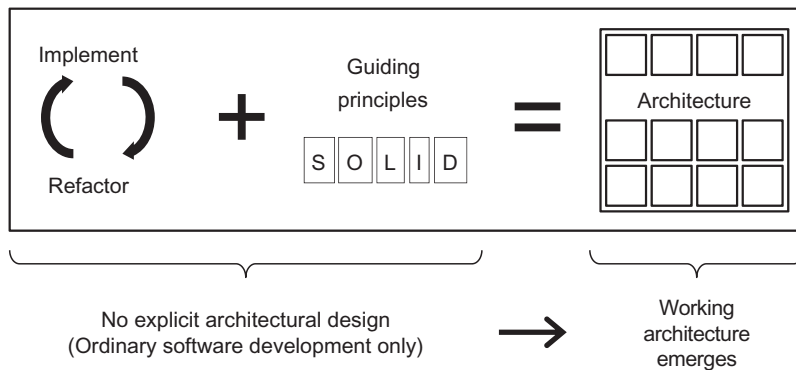 Implement
Refactor
+
Guiding
principles
S O L I D
=
Architecture
No explicit architectural design
(Ordinary software development only)
Working
architecture
emerges